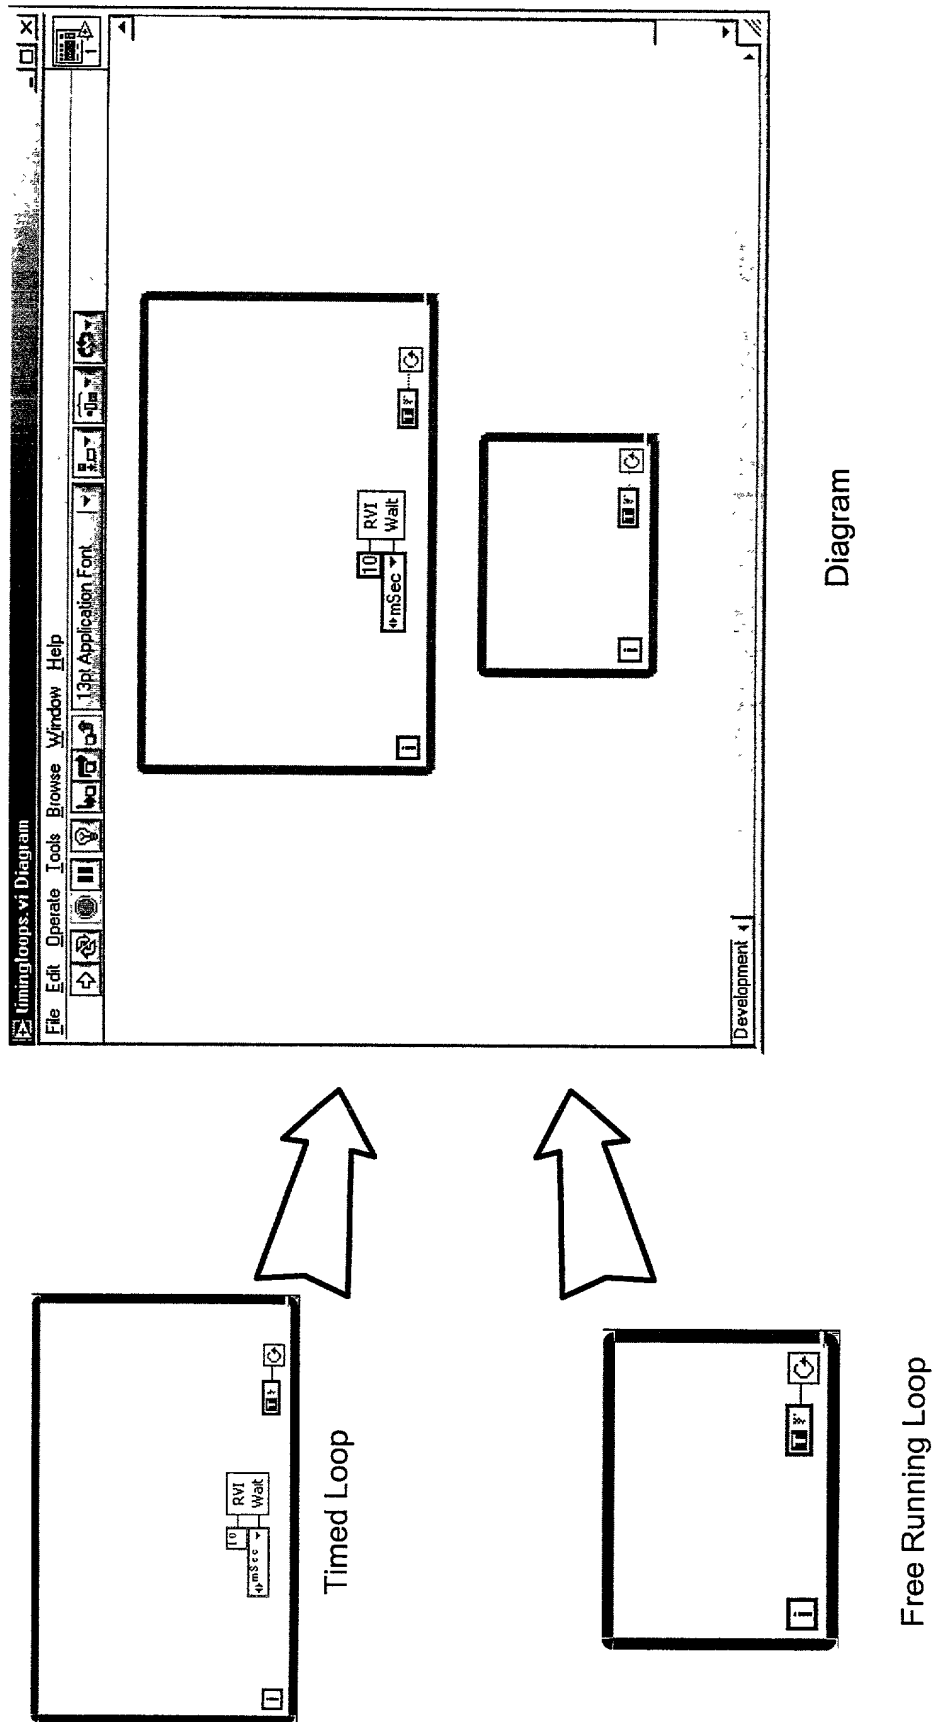 Timed Loop
10
mSec
RVI
Wait
T F
i
Free Running Loop
i
T F
timingloops.vi Diagram
File Edit Operate Tools Browse Window Help
13pt Application Font
1
10
mSec
RVI
Wait
i
T F
i
T F
Development
Diagram